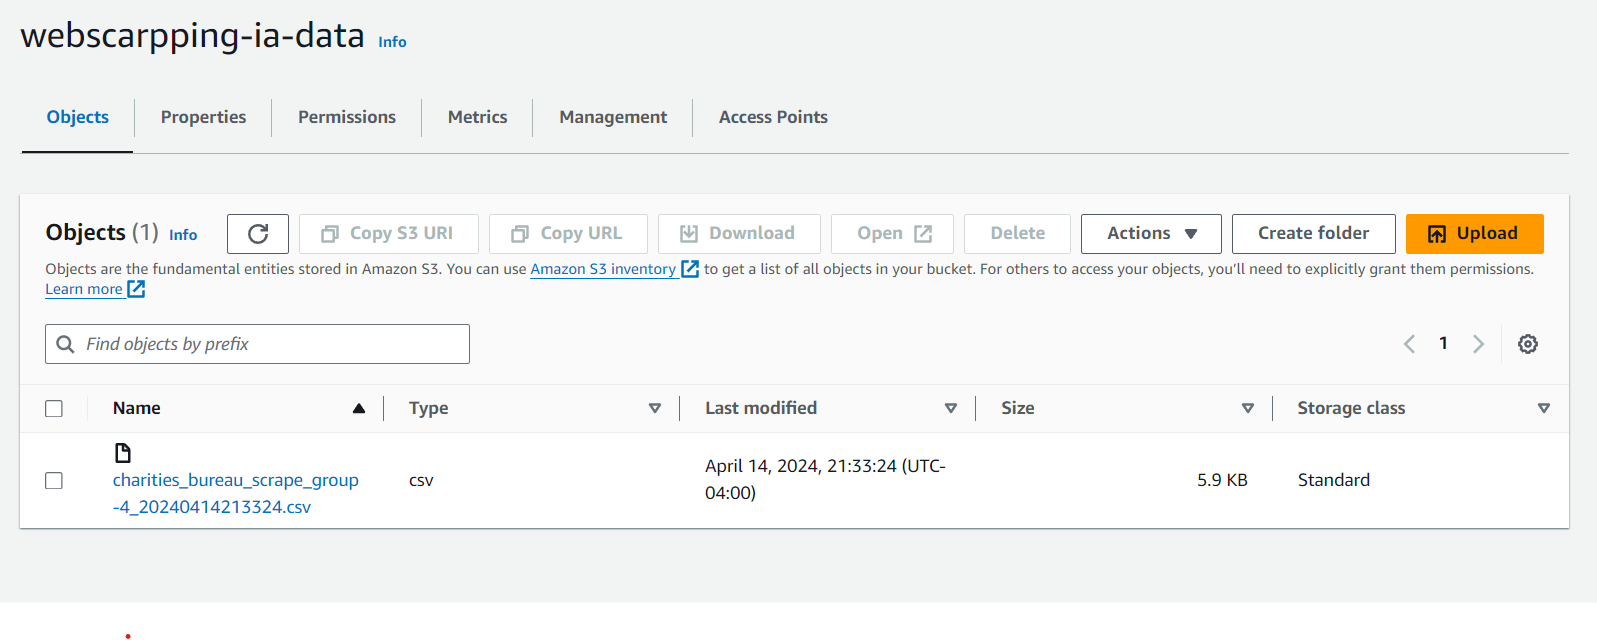 webscarpping-ia-data Info
Objects Properties Permissions Metrics Management Access Points
Objects (1) Info Copy S3 URI Copy URL Download Open Delete Actions Create folder Upload
Objects are the fundamental entities stored in Amazon S3. You can use Amazon S3 inventory to get a list of all objects in your bucket. For others to access your objects, you'll need to explicitly grant them permissions.
Learn more
Find objects by prefix
1
Name Type Last modified Size Storage class
charities_bureau_scrape_group
-4_20240414213324.csv
csv
April 14, 2024, 21:33:24 (UTC-
04:00)
5.9 KB
Standard